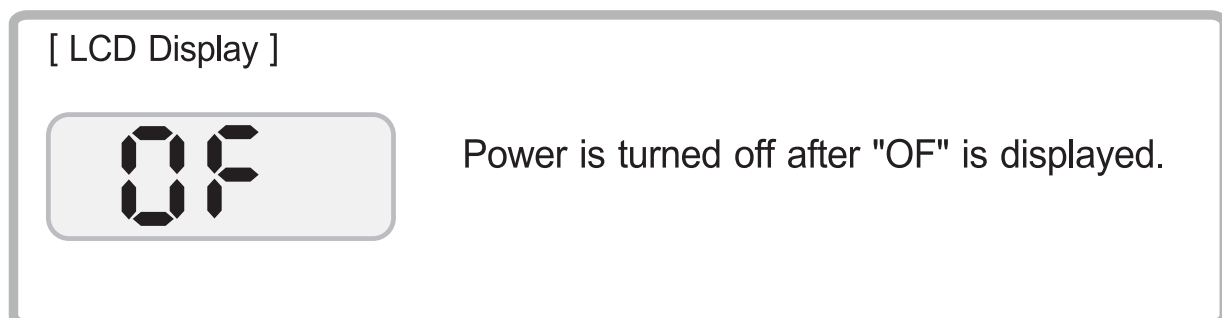 [ LCD Display ]
OF
Power is turned off after "OF" is displayed.